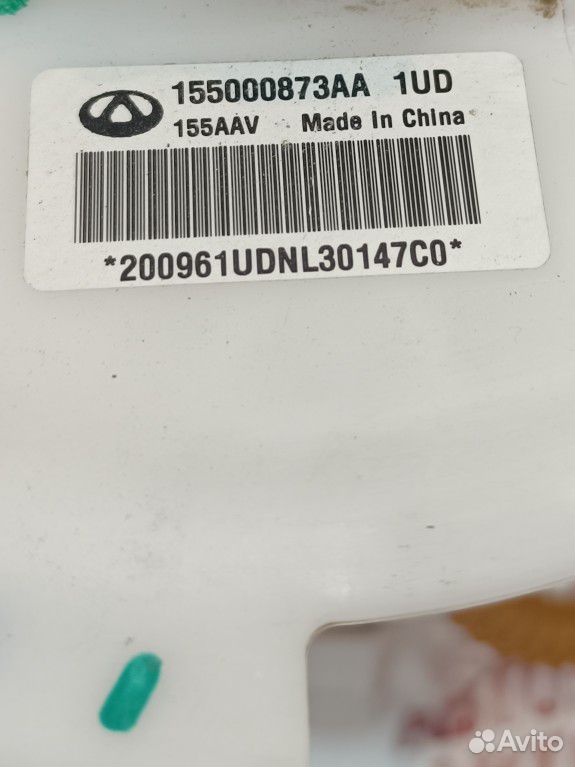 155000873AA 1UD
155AAV Made In China
*200961UDNL30147C0*
Avito